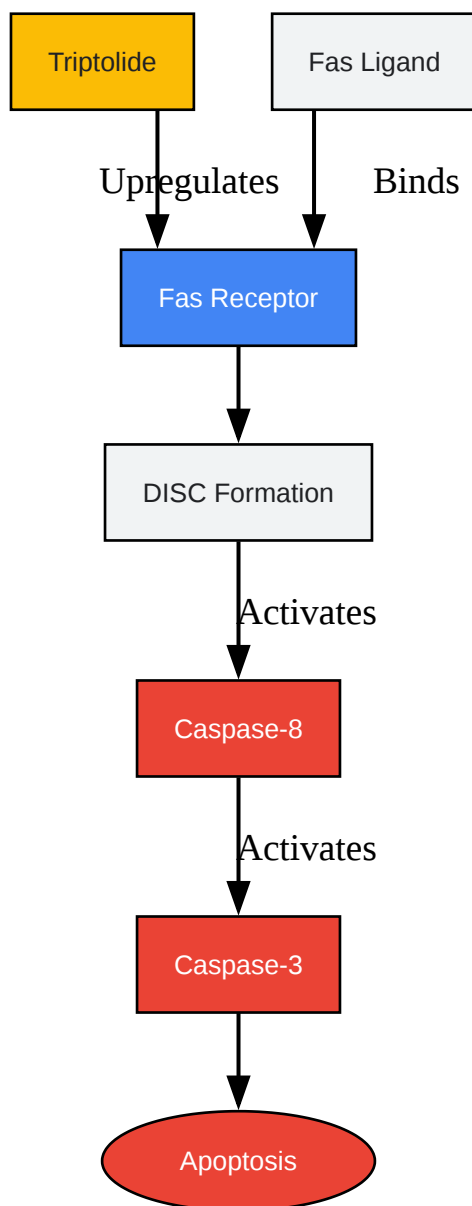 Triptolide
Fas Ligand
Upregulates
Binds
Fas Receptor
DISC Formation
Activates
Caspase-8
Activates
Caspase-3
Apoptosis